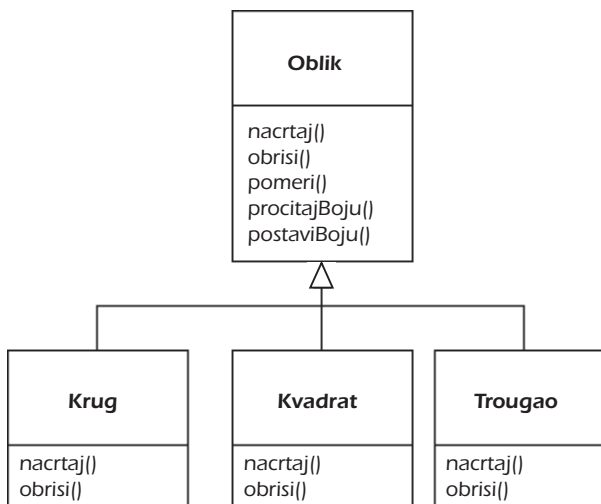 Oblik
nacrtaj()
obrisi()
pomeri()
procitajBoju()
postaviBoju()
Krug
nacrtaj()
obrisi()
Kvadrat
nacrtaj()
obrisi()
Trougao
nacrtaj()
obrisi()